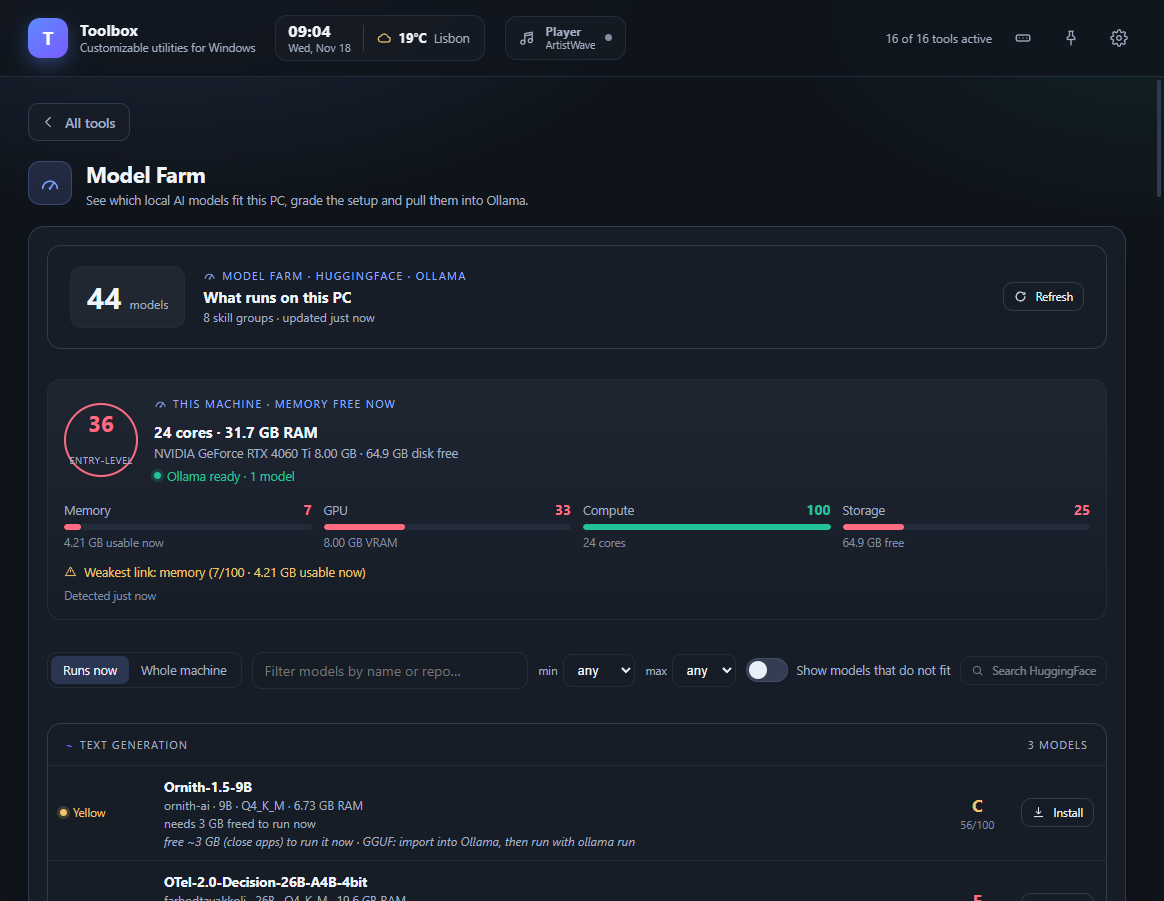 T
Toolbox
Customizable utilities for Windows
09:04
Wed, Nov 18
19°C Lisbon
Player
ArtistWave
16 of 16 tools active
All tools
Model Farm
See which local AI models fit this PC, grade the setup and pull them into Ollama.
44 models
MODEL FARM · HUGGINGFACE · OLLAMA
What runs on this PC
8 skill groups · updated just now
Refresh
36
ENTRY-LEVEL
THIS MACHINE · MEMORY FREE NOW
24 cores · 31.7 GB RAM
NVIDIA GeForce RTX 4060 Ti 8.00 GB · 64.9 GB disk free
Ollama ready · 1 model
Memory 7
4.21 GB usable now
GPU 33
8.00 GB VRAM
Compute 100
24 cores
Storage 25
64.9 GB free
Weakest link: memory (7/100 · 4.21 GB usable now)
Detected just now
Runs now Whole machine Filter models by name or repo... min any max any Show models that do not fit Search HuggingFace
TEXT GENERATION 3 MODELS
Yellow
Ornith-1.5-9B
ornith-ai · 9B · Q4_K_M · 6.73 GB RAM
needs 3 GB freed to run now
free ~3 GB (close apps) to run it now · GGUF: import into Ollama, then run with ollama run
C
56/100
Install
OTel-2.0-Decision-26B-A4B-4bit